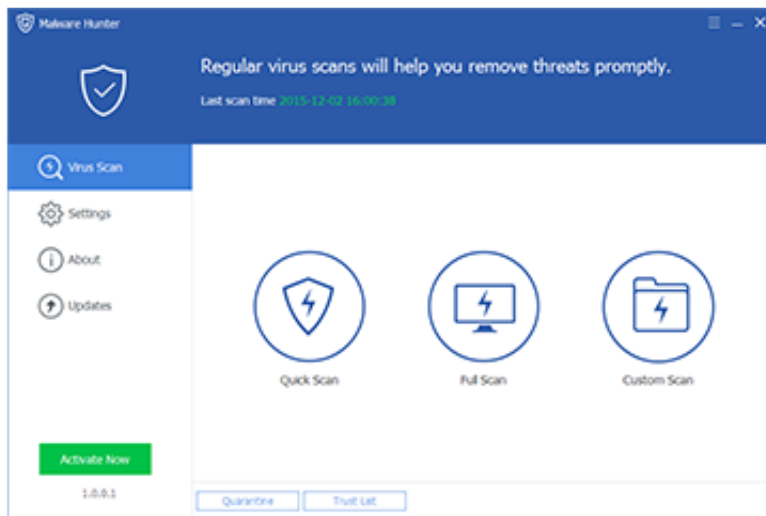 Malware Hunter
Regular virus scans will help you remove threats promptly.
Last scan time 2015-12-02 16:00:38
Virus Scan
Settings
About
Updates
Quick Scan
Full Scan
Custom Scan
Activate Now
1.0.0.1
Quarantine
Trust List